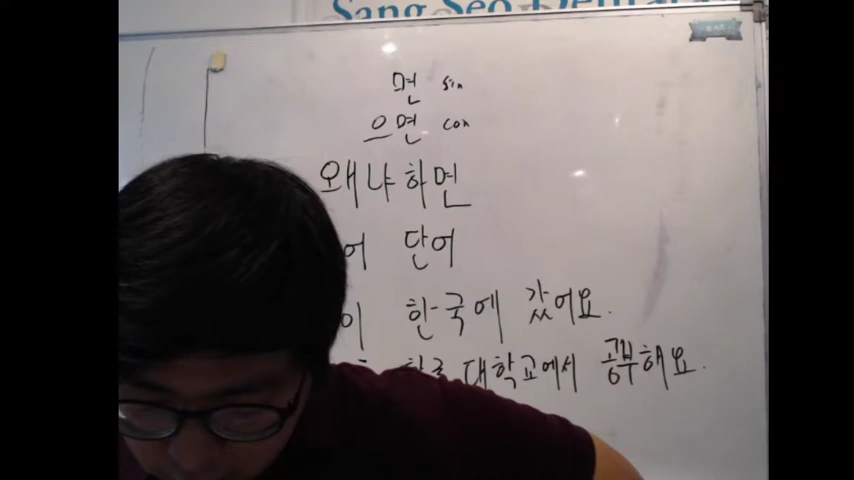 Sang Seo Dental
면 sin
으면 con
왜냐하면
어 단어
이 한국에 갔어요.
대학교에서 공부해요.